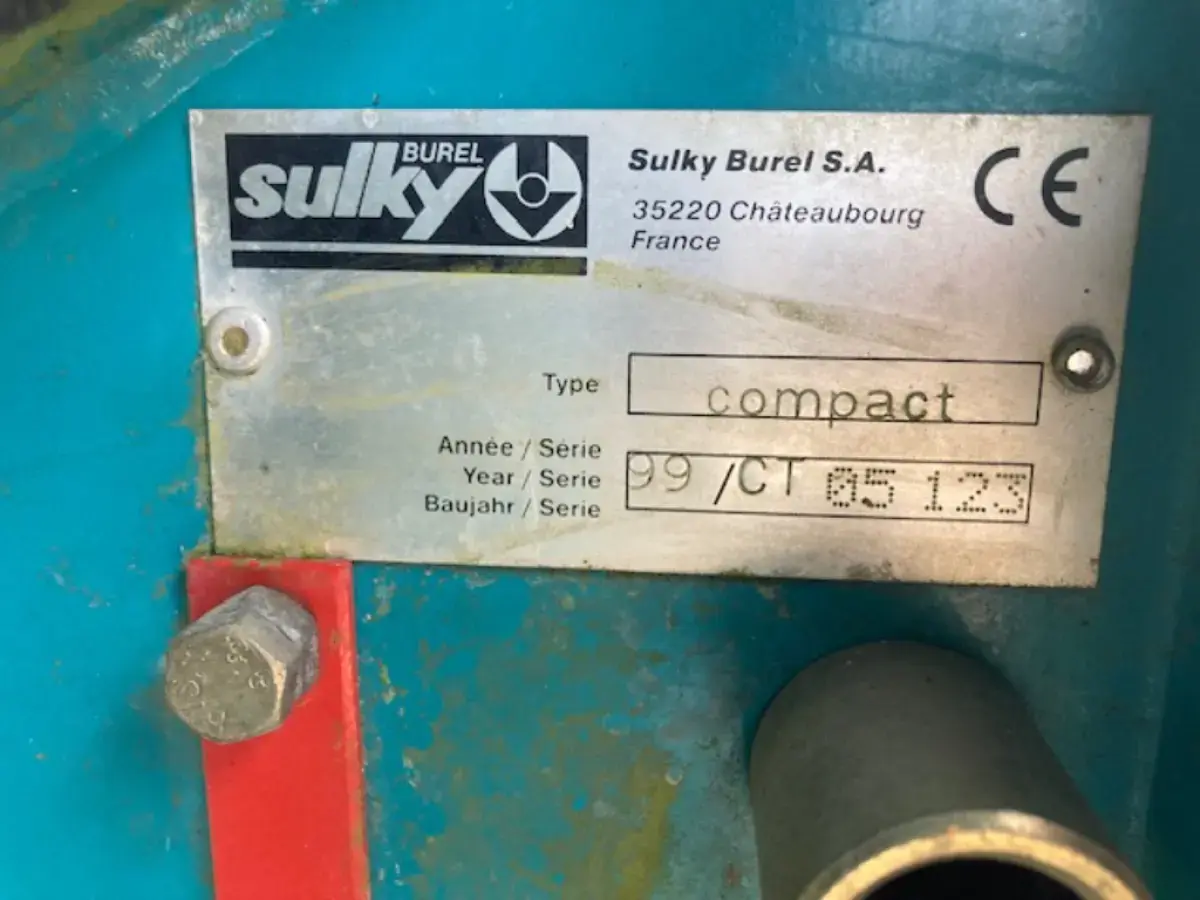 BUREL
sulky
Sulky Burel S.A.
35220 Châteaubourg
France
CE
Type
compact
Année / Série
Year / Serie
Baujahr / Serie
99 /CT 05 123